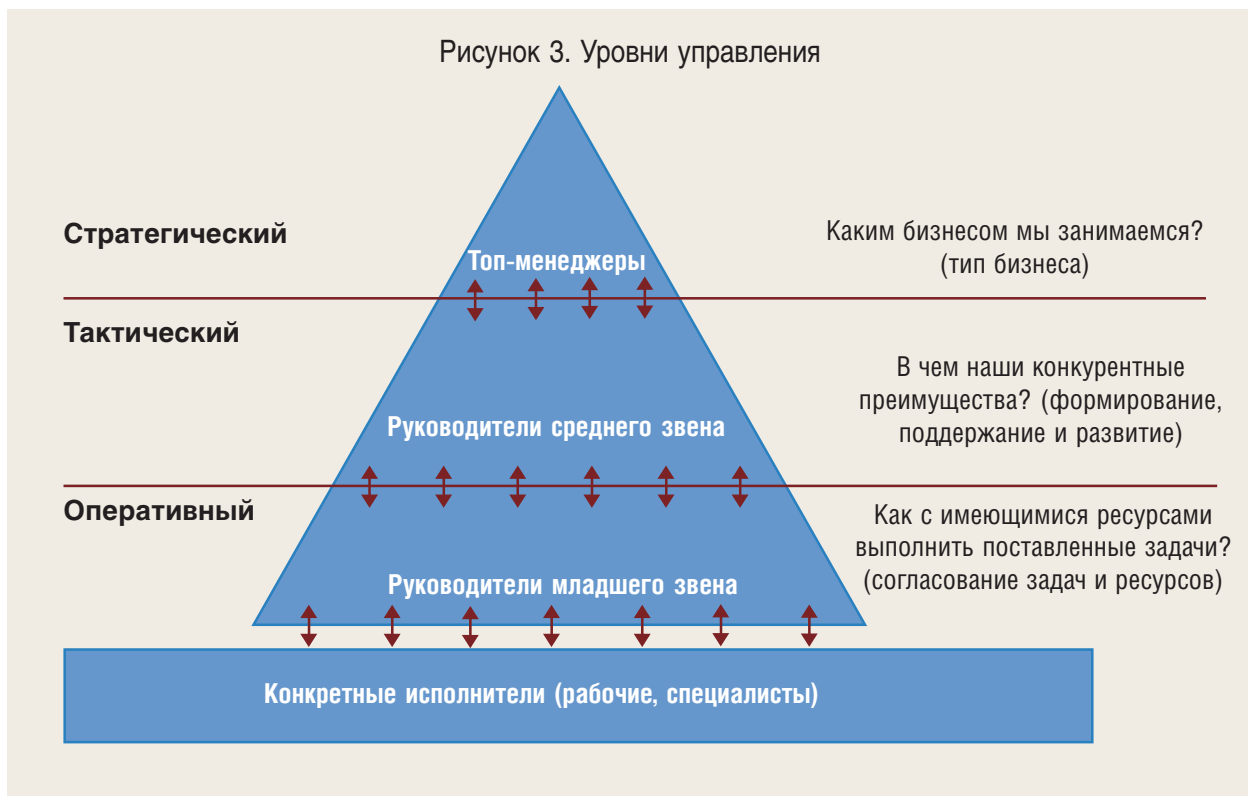 Рисунок 3. Уровни управления
Стратегический
Топ-менеджеры
Каким бизнесом мы занимаемся?
(тип бизнеса)
Тактический
Руководители среднего звена
В чем наши конкурентные
преимущества? (формирование,
поддержание и развитие)
Оперативный
Руководители младшего звена
Как с имеющимися ресурсами
выполнить поставленные задачи?
(согласование задач и ресурсов)
Конкретные исполнители (рабочие, специалисты)